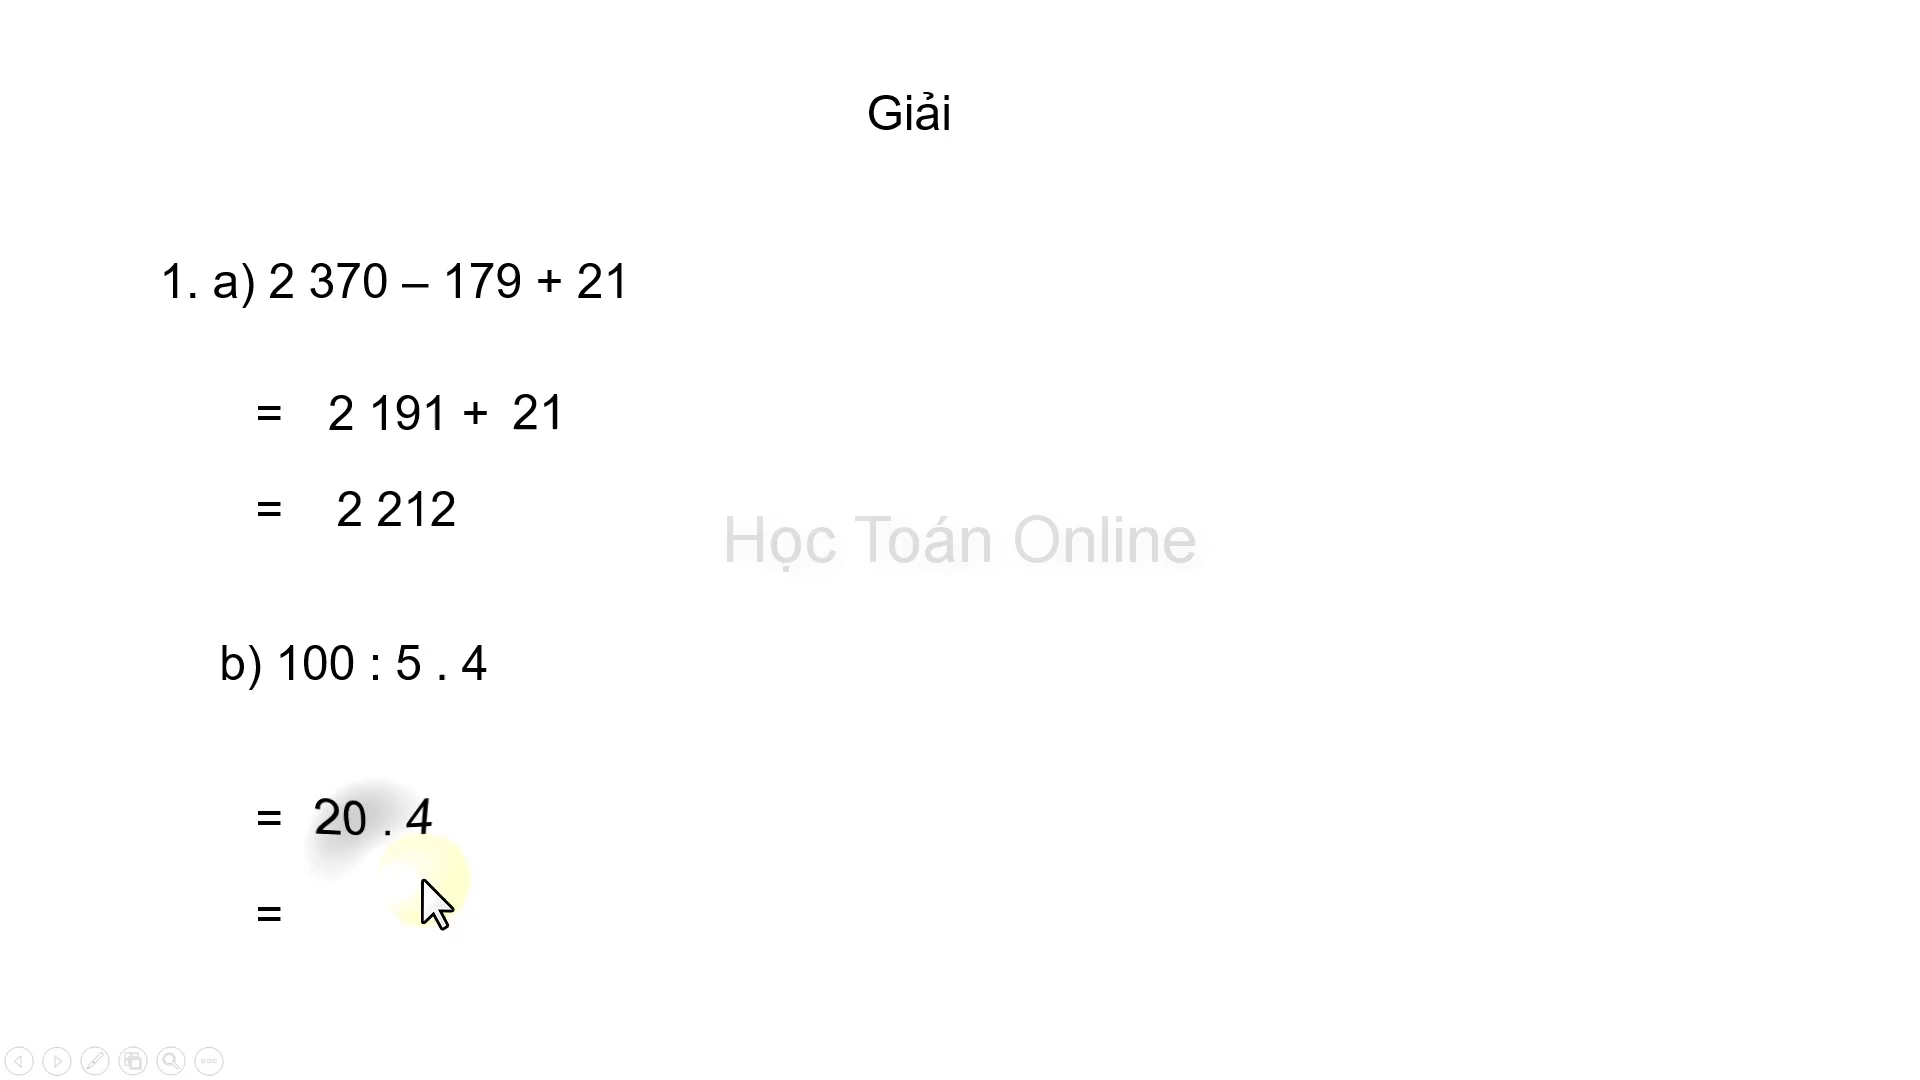 Giải
1. a) 2 370 – 179 + 21
= 2 191 + 21
= 2 212
Học Toán Online
b) 100 : 5 . 4
= 20 . 4
=